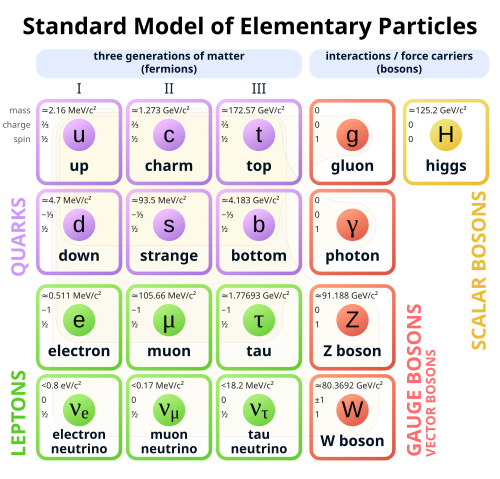 Standard Model of Elementary Particles
three generations of matter
(fermions)
interactions / force carriers
(bosons)
I
II
III
mass
charge
spin
≃2.16 MeV/c²
⅔
½
u
up
≃1.273 GeV/c²
⅔
½
c
charm
≃172.57 GeV/c²
⅔
½
t
top
0
0
1
g
gluon
≃125.2 GeV/c²
0
0
H
higgs
≃4.7 MeV/c²
−⅓
½
d
down
≃93.5 MeV/c²
−⅓
½
s
strange
≃4.183 GeV/c²
−⅓
½
b
bottom
0
0
1
γ
photon
≃0.511 MeV/c²
−1
½
e
electron
≃105.66 MeV/c²
−1
½
μ
muon
≃1.77693 GeV/c²
−1
½
τ
tau
≃91.188 GeV/c²
0
1
Z
Z boson
<0.8 eV/c²
0
½
νe
electron
neutrino
<0.17 MeV/c²
0
½
νμ
muon
neutrino
<18.2 MeV/c²
0
½
ντ
tau
neutrino
≃80.3692 GeV/c²
±1
1
W
W boson
QUARKS
LEPTONS
GAUGE BOSONS
VECTOR BOSONS
SCALAR BOSONS